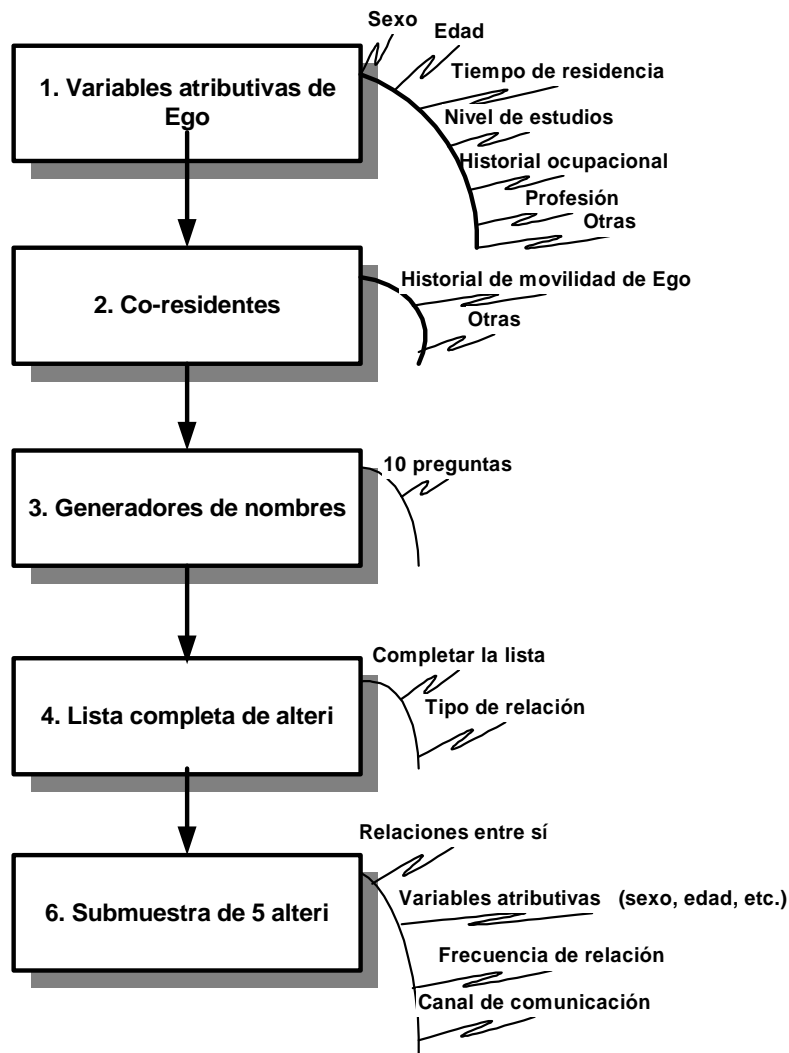 Sexo
Edad
Tiempo de residencia
Nivel de estudios
Historial ocupacional
Profesión
Otras
1. Variables atributivas de
Ego
Historial de movilidad de Ego
Otras
2. Co-residentes
10 preguntas
3. Generadores de nombres
Completar la lista
Tipo de relación
4. Lista completa de alteri
Relaciones entre sí
Variables atributivas (sexo, edad, etc.)
Frecuencia de relación
Canal de comunicación
6. Submuestra de 5 alteri